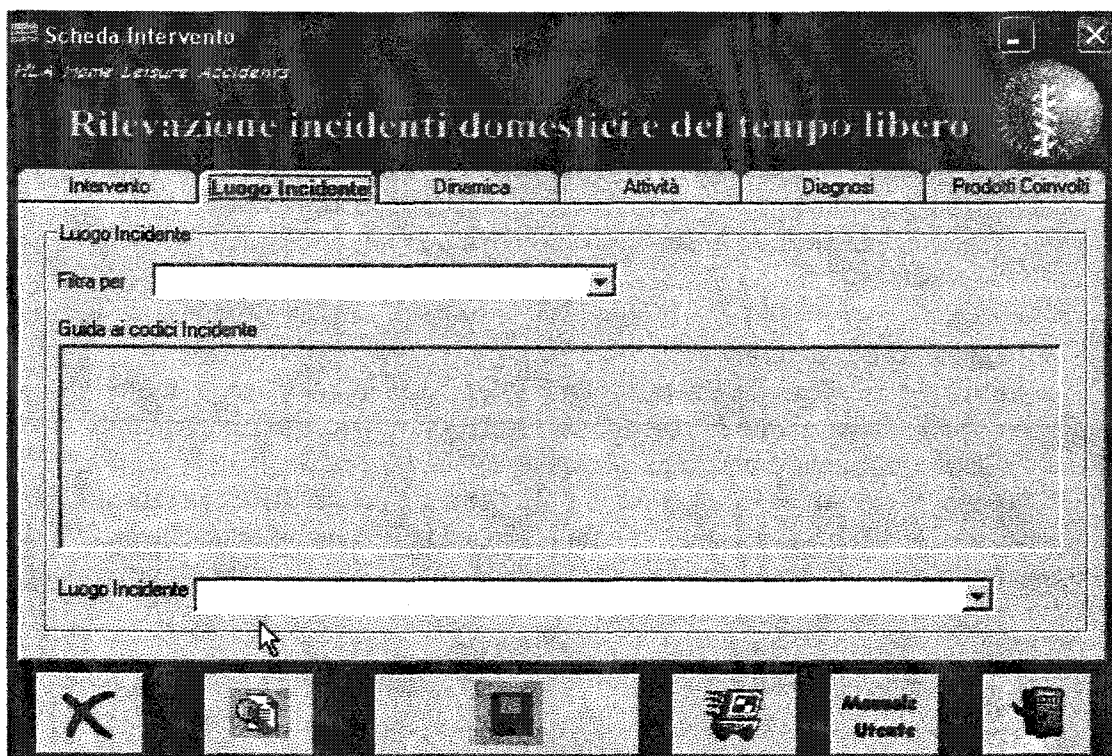 Scheda Intervento
HLA Home Leisure Accidents
Rilevazione incidenti domestici e del tempo libero
Intervento Luogo Incidente Dinamica Attività Diagnosi Prodotti Coinvolti
Luogo Incidente
Filtra per
Guida ai codici Incidente
Luogo Incidente
Manuale
Utente